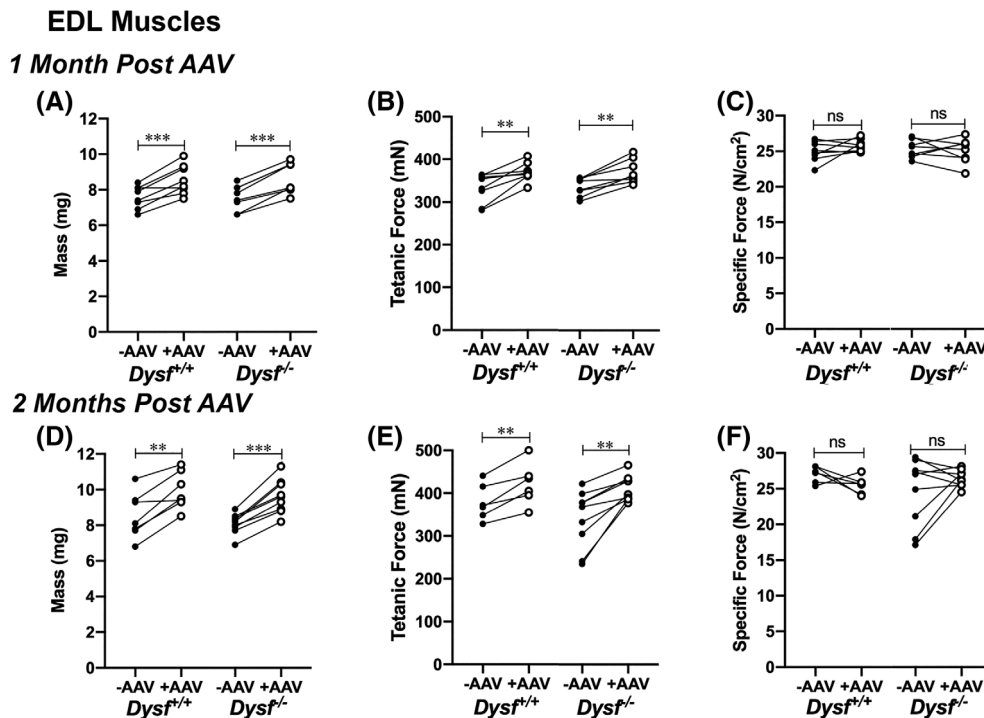 EDL Muscles
1 Month Post AAV
(A)
12
10
8
6
4
2
0
Mass (mg)
***
***
-AAV +AAV -AAV +AAV
Dysf+/+ Dysf-/-
(B)
500
400
300
200
100
0
Tetanic Force (mN)
**
**
-AAV +AAV -AAV +AAV
Dysf+/+ Dysf-/-
(C)
30
25
20
15
10
5
0
Specific Force (N/cm2)
ns
ns
-AAV +AAV -AAV +AAV
Dysf+/+ Dysf-/-
2 Months Post AAV
(D)
12
10
8
6
4
2
0
Mass (mg)
**
***
-AAV +AAV -AAV +AAV
Dysf+/+ Dysf-/-
(E)
500
400
300
200
100
0
Tetanic Force (mN)
**
**
-AAV +AAV -AAV +AAV
Dysf+/+ Dysf-/-
(F)
30
25
20
15
10
5
0
Specific Force (N/cm2)
ns
ns
-AAV +AAV -AAV +AAV
Dysf+/+ Dysf-/-